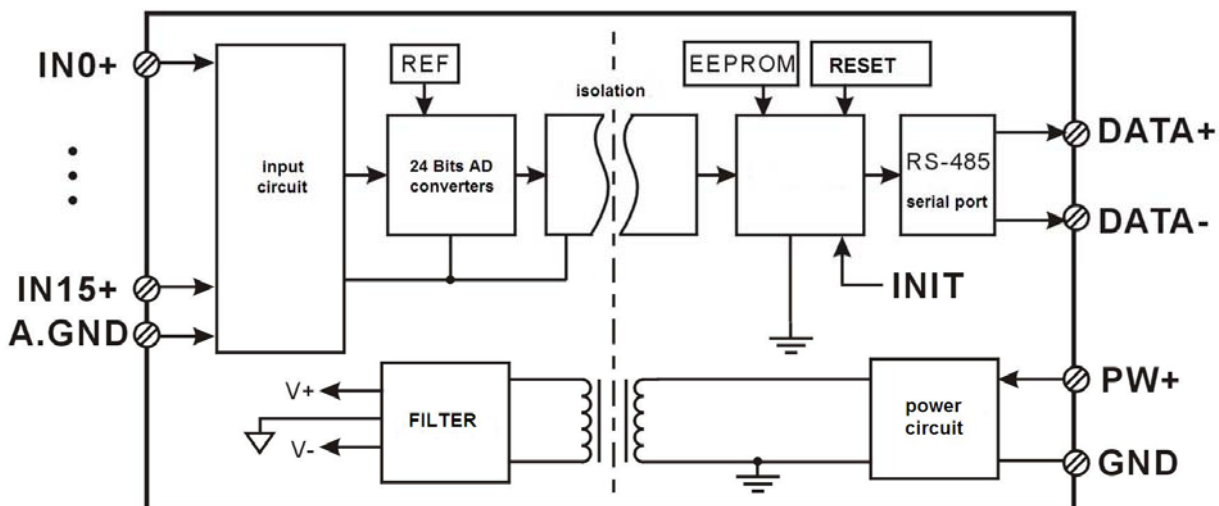 IN0+
IN15+
A.GND
input
circuit
REF
24 Bits AD
converters
isolation
EEPROM
RESET
RS-485
serial port
DATA+
DATA-
INIT
V+
V-
FILTER
power
circuit
PW+
GND